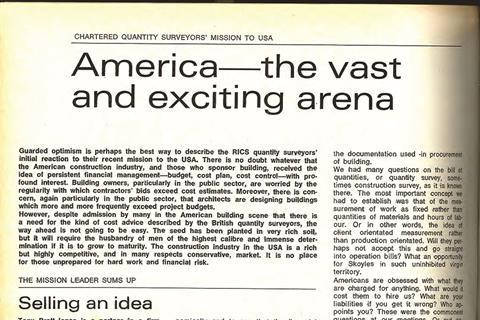 CHARTERED QUANTITY SURVEYORS' MISSION TO USA
America—the vast
and exciting arena
Guarded optimism is perhaps the best way to describe the RICS quantity surveyors'
initial reaction to their recent mission to the USA. There is no doubt whatever that
the American construction industry, and those who sponsor building, received the
idea of persistent financial management—budget, cost plan, cost control—with pro-
found interest. Building owners, particularly in the public sector, are worried by the
regularity with which contractors' bids exceed cost estimates. Moreover, there is con-
cern, again particularly in the public sector, that architects are designing buildings
which more and more frequently exceed project budgets.
However, despite admission by many in the American building scene that there is
a need for the kind of cost advice described by the British quantity surveyors, the
way ahead is not going to be easy. The seed has been planted in very rich soil,
but it will require the husbandry of men of the highest calibre and immense deter-
mination if it is to grow to maturity. The construction industry in the USA is a rich
but highly competitive, and in many respects conservative, market. It is no place
for those unprepared for hard work and financial risk.
THE MISSION LEADER SUMS UP
Selling an idea
the documentation used in procurement
of building.
We had many questions on the bill of
quantities, or quantity survey, some-
times construction survey, as it is known
there. The most important concept we
had to establish was that of the mea-
surement of work as fixed rather than
quantities of materials and hours of lab-
our. Or in other words, the idea of
client orientated measurement rather
than production orientated. Will they per-
haps not accept this and go straight
into operation bills? What an opportunity
for Skoyles in such uninhibited virgin
territory.
Americans are obsessed with what they
are charged for anything. What would it
cost them to hire us? What are your
liabilities if you get it wrong? Who ap-
points you? These were the common